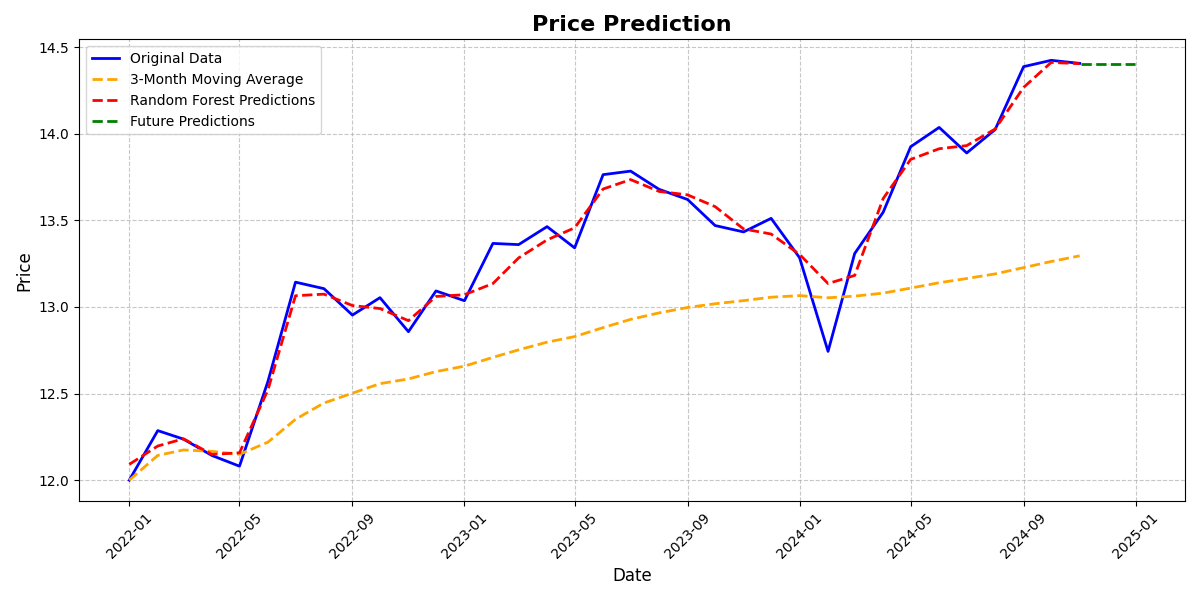 Price Prediction
Original Data
3-Month Moving Average
Random Forest Predictions
Future Predictions
14.5
14.0
13.5
13.0
12.5
12.0
Price
2022-01
2022-05
2022-09
2023-01
2023-05
2023-09
2024-01
2024-05
2024-09
2025-01
Date